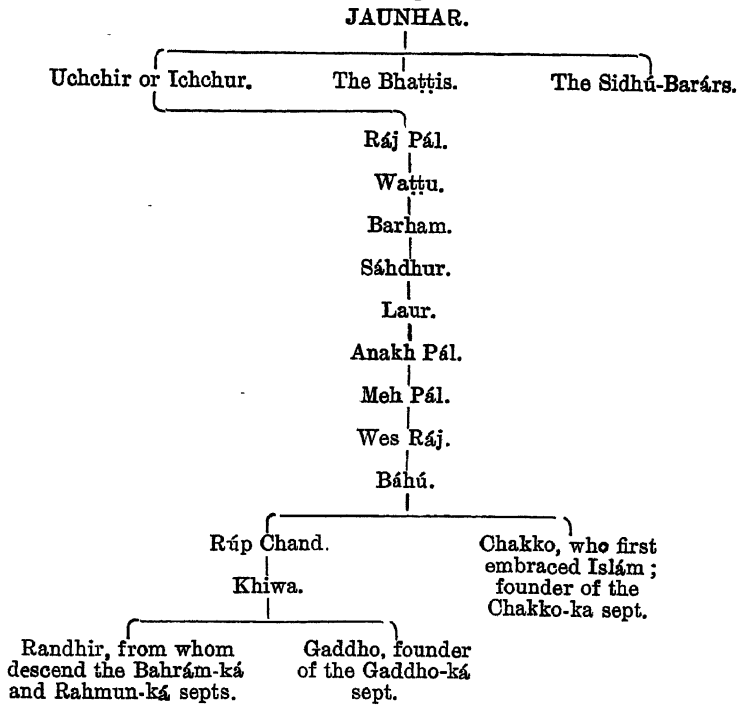 JAUNHAR.
Uchchir or Ichchur. The Bhaṭṭis. The Sidhú-Barárs.
Ráj Pál.
Waṭṭu.
Barham.
Sáhdhur.
Laur.
Anakh Pál.
Meh Pál.
Wes Ráj.
Báhú.
Rúp Chand.
Khiwa.
Chakko, who first
embraced Islám;
founder of the
Chakko-ka sept.
Randhir, from whom
descend the Bahrám-ká
and Rahmun-ká septs.
Gaddho, founder
of the Gaddho-ká
sept.